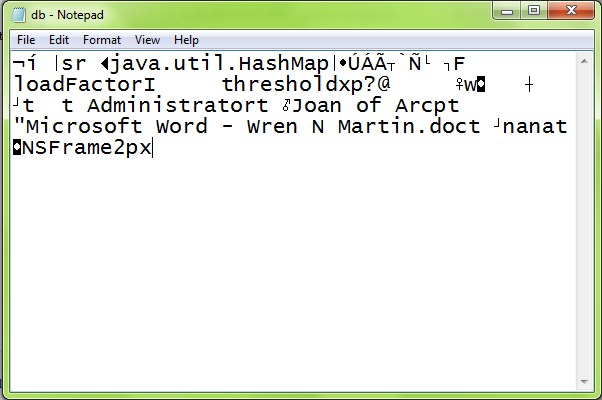 db - Notepad
File Edit Format View Help
¬í |sr ◀java.util.HashMap|•ÚÁÃ┬`Ñ└ ┐F
loadFactorI thresholdxp?@ ♀w◘ ┼
┘t t Administratort ♂Joan of Arcpt
"Microsoft Word - Wren N Martin.doct ┘nanat
◘NSFrame2px